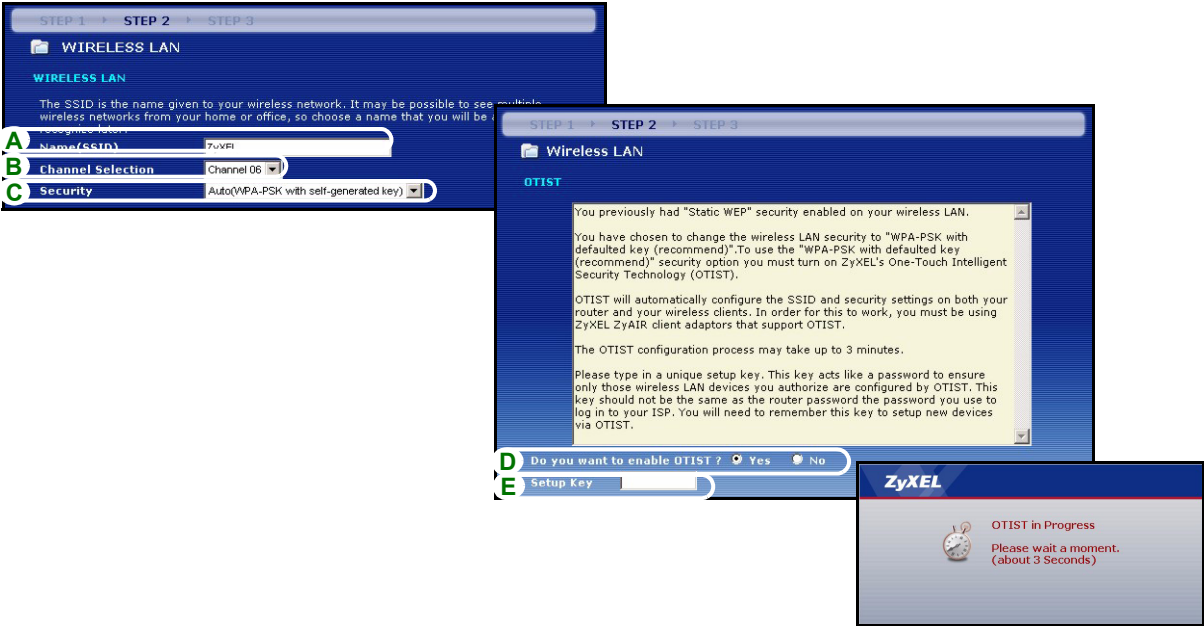 STEP 1 STEP 2 STEP 3
WIRELESS LAN
WIRELESS LAN
The SSID is the name given to your wireless network. It may be possible to see multiple
wireless networks from your home or office, so choose a name that you will be a
recognize later.
A Name(SSID) ZyXEL
B Channel Selection Channel 06
C Security Auto(WPA-PSK with self-generated key)
STEP 1 STEP 2 STEP 3
Wireless LAN
OTIST
You previously had "Static WEP" security enabled on your wireless LAN.
You have chosen to change the wireless LAN security to "WPA-PSK with
defaulted key (recommend)".To use the "WPA-PSK with defaulted key
(recommend)" security option you must turn on ZyXEL's One-Touch Intelligent
Security Technology (OTIST).
OTIST will automatically configure the SSID and security settings on both your
router and your wireless clients. In order for this to work, you must be using
ZyXEL ZyAIR client adaptors that support OTIST.
The OTIST configuration process may take up to 3 minutes.
Please type in a unique setup key. This key acts like a password to ensure
only those wireless LAN devices you authorize are configured by OTIST. This
key should not be the same as the router password the password you use to
log in to your ISP. You will need to remember this key to setup new devices
via OTIST.
D Do you want to enable OTIST ? Yes No
E Setup Key
ZyXEL
OTIST in Progress
Please wait a moment.
(about 3 Seconds)